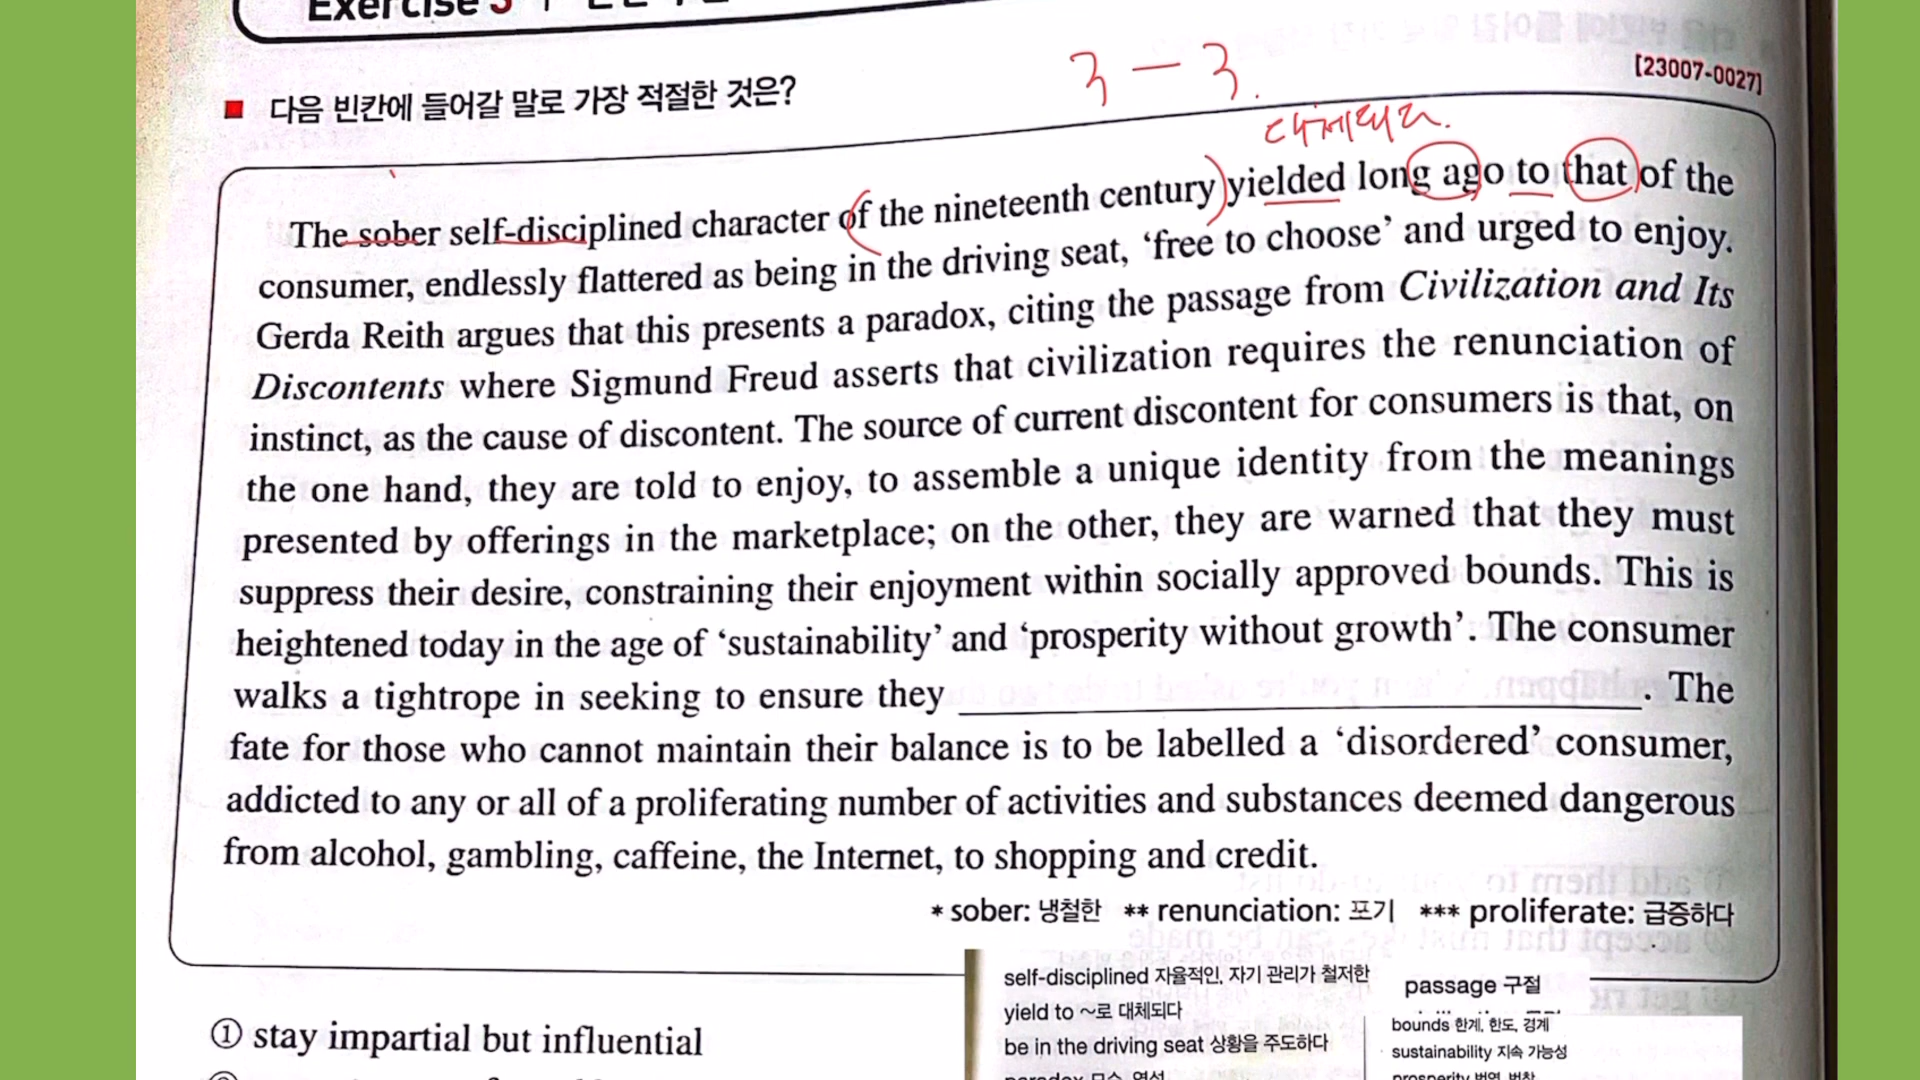 Exercise 3
3-3.
[23007-0027]
다음 빈칸에 들어갈 말로 가장 적절한 것은?
대체되다.
The sober self-disciplined character of the nineteenth century yielded long ago to that of the
consumer, endlessly flattered as being in the driving seat, ‘free to choose’ and urged to enjoy.
Gerda Reith argues that this presents a paradox, citing the passage from Civilization and Its
Discontents where Sigmund Freud asserts that civilization requires the renunciation of
instinct, as the cause of discontent. The source of current discontent for consumers is that, on
the one hand, they are told to enjoy, to assemble a unique identity from the meanings
presented by offerings in the marketplace; on the other, they are warned that they must
suppress their desire, constraining their enjoyment within socially approved bounds. This is
heightened today in the age of ‘sustainability’ and ‘prosperity without growth’. The consumer
walks a tightrope in seeking to ensure they ____. The
fate for those who cannot maintain their balance is to be labelled a ‘disordered’ consumer,
addicted to any or all of a proliferating number of activities and substances deemed dangerous
from alcohol, gambling, caffeine, the Internet, to shopping and credit.
* sober: 냉철한 ** renunciation: 포기 *** proliferate: 급증하다
① stay impartial but influential
self-disciplined 자율적인, 자기 관리가 철저한
yield to ~로 대체되다
be in the driving seat 상황을 주도하다
paradox 모순, 역설
passage 구절
bounds 한계, 한도, 경계
sustainability 지속 가능성
prosperity 번영, 번창